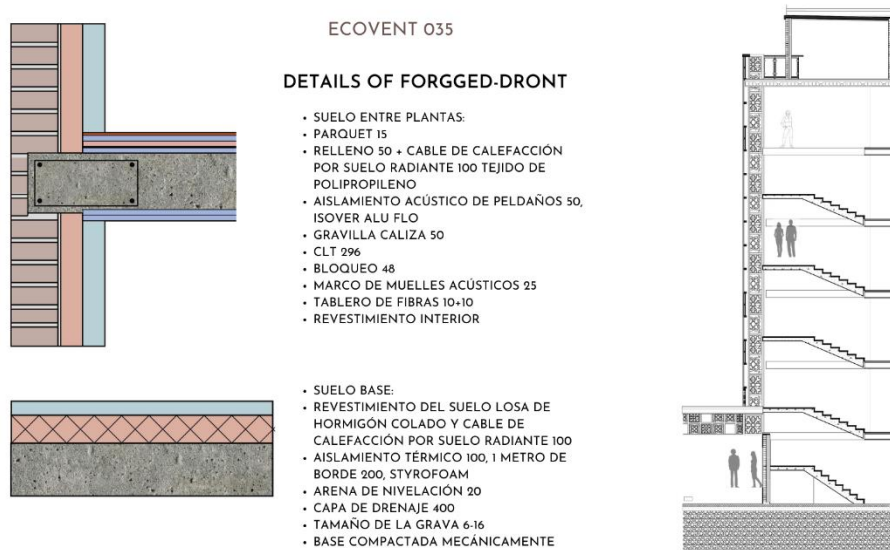 ECOVENT 035
DETAILS OF FORGGED-DRONT
• SUELO ENTRE PLANTAS:
• PARQUET 15
• RELLENO 50 + CABLE DE CALEFACCIÓN
POR SUELO RADIANTE 100 TEJIDO DE
POLIPROPILENO
• AISLAMIENTO ACÚSTICO DE PELDAÑOS 50,
ISOVER ALU FLO
• GRAVILLA CALIZA 50
• CLT 296
• BLOQUEO 48
• MARCO DE MUELLES ACÚSTICOS 25
• TABLERO DE FIBRAS 10+10
• REVESTIMIENTO INTERIOR
• SUELO BASE:
• REVESTIMIENTO DEL SUELO LOSA DE
HORMIGÓN COLADO Y CABLE DE
CALEFACCIÓN POR SUELO RADIANTE 100
• AISLAMIENTO TÉRMICO 100, 1 METRO DE
BORDE 200, STYROFOAM
• ARENA DE NIVELACIÓN 20
• CAPA DE DRENAJE 400
• TAMAÑO DE LA GRAVA 6-16
• BASE COMPACTADA MECÁNICAMENTE